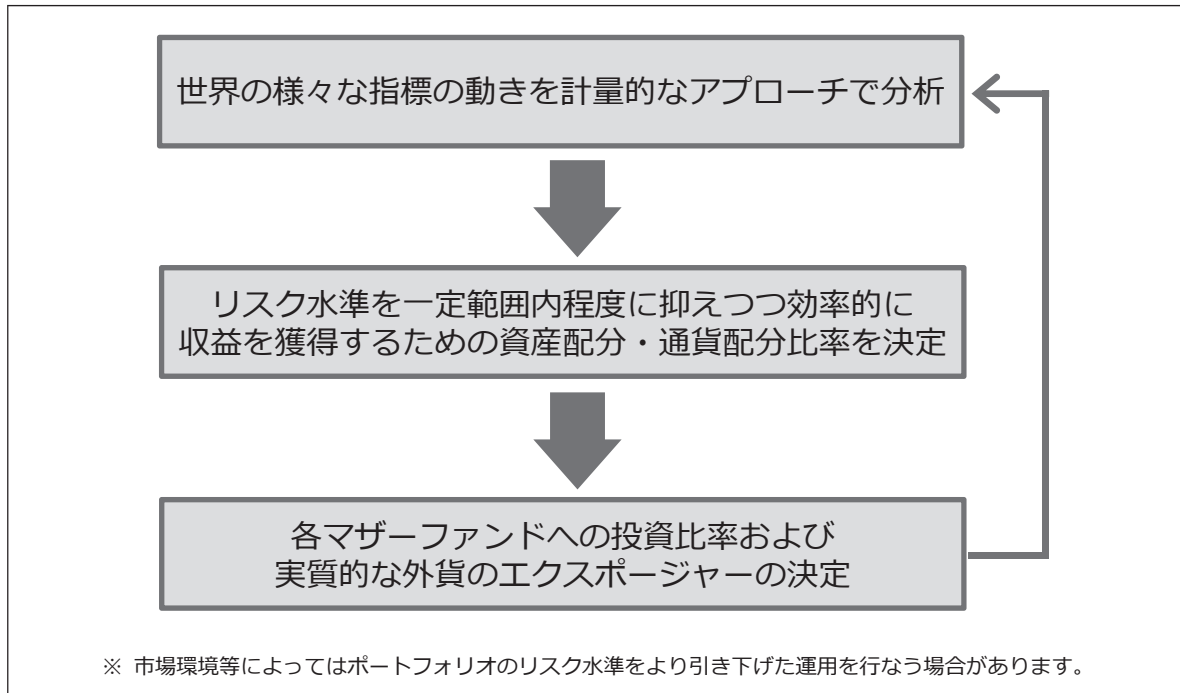 世界の様々な指標の動きを計量的なアプローチで分析
リスク水準を一定範囲内程度に抑えつつ効率的に
収益を獲得するための資産配分・通貨配分比率を決定
各マザーファンドへの投資比率および
実質的な外貨のエクスポージャーの決定
※ 市場環境等によってはポートフォリオのリスク水準をより引き下げた運用を行なう場合があります。